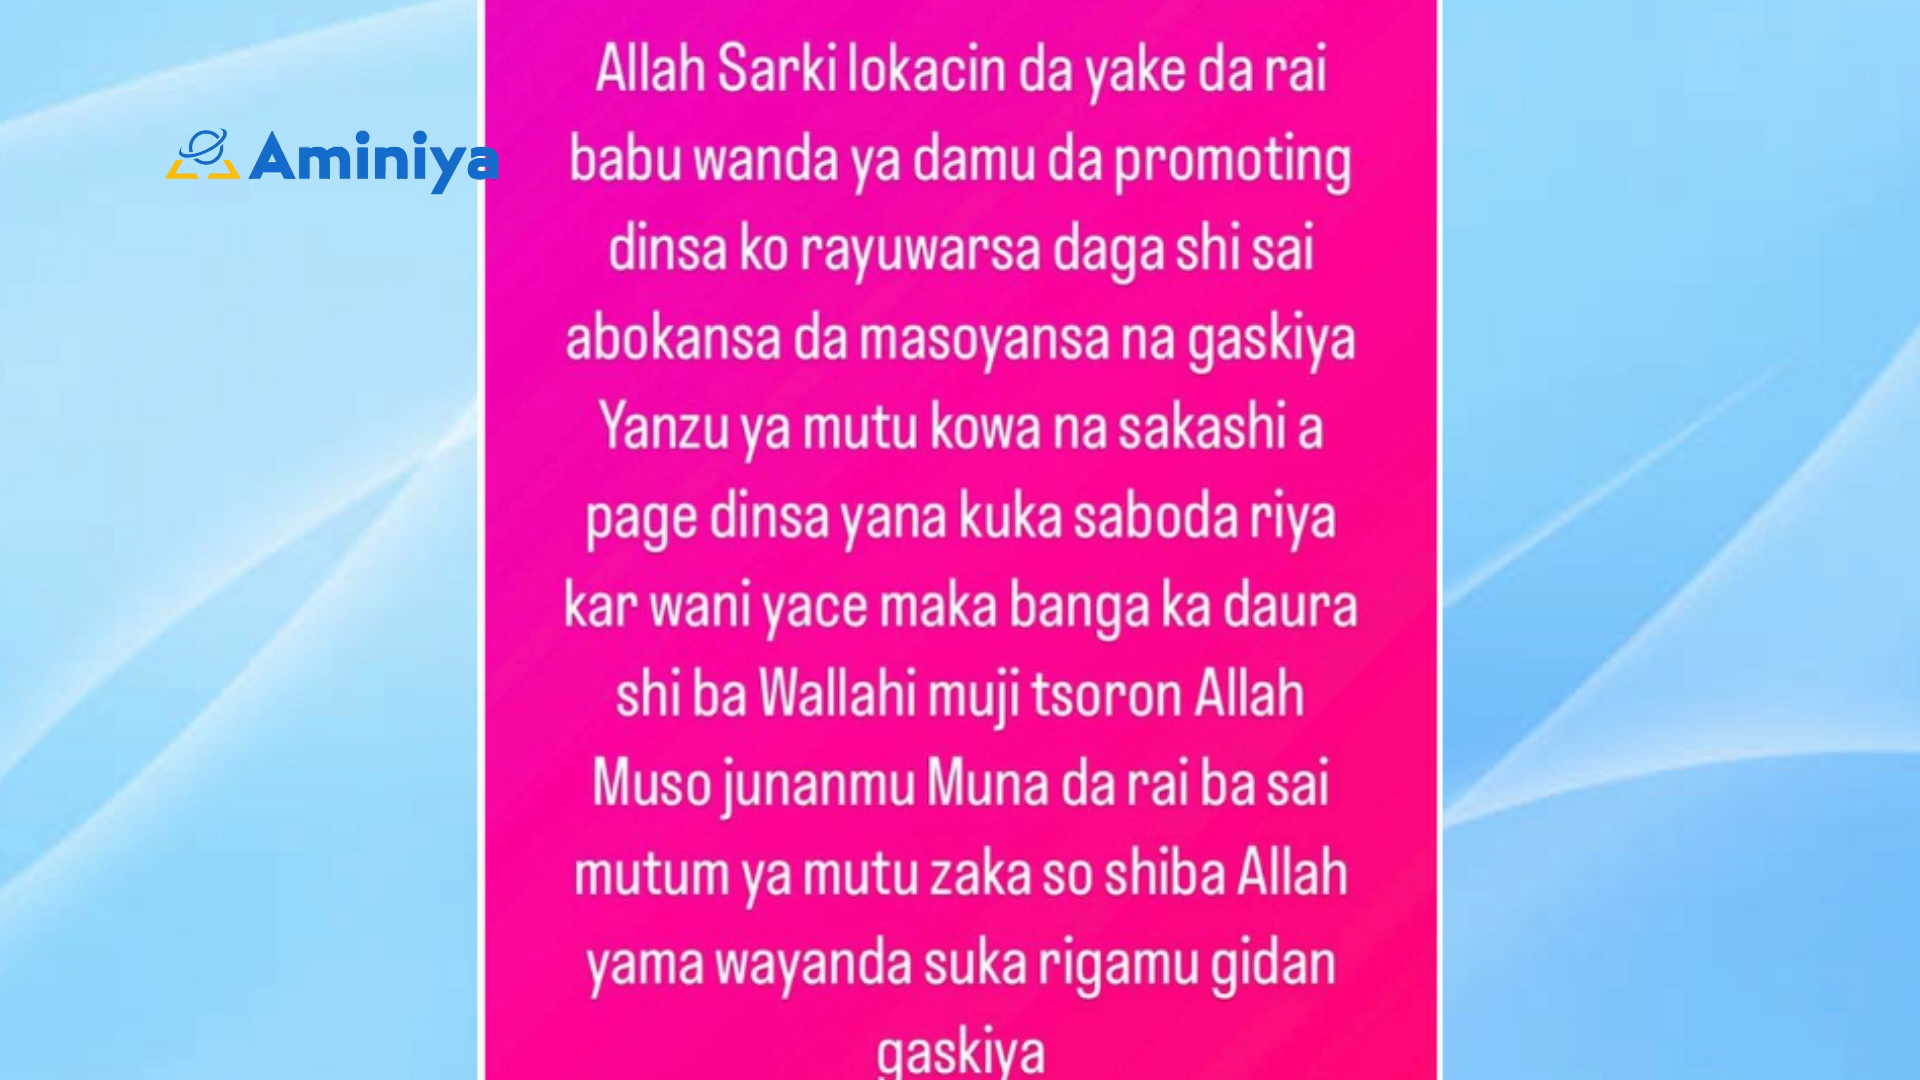 Aminiya
Allah Sarki lokacin da yake da rai
babu wanda ya damu da promoting
dinsa ko rayuwarsa daga shi sai
abokansa da masoyansa na gaskiya
Yanzu ya mutu kowa na sakashi a
page dinsa yana kuka saboda riya
kar wani yace maka banga ka daura
shi ba Wallahi muji tsoron Allah
Muso junanmu Muna da rai ba sai
mutum ya mutu zaka so shiba Allah
yama wayanda suka rigamu gidan
gaskiya